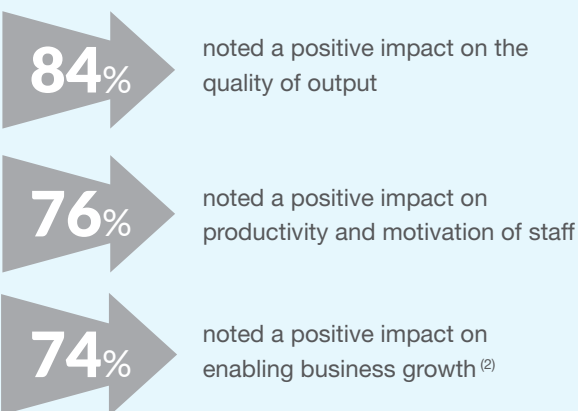 84%
noted a positive impact on the
quality of output
76%
noted a positive impact on
productivity and motivation of staff
74%
noted a positive impact on
enabling business growth (2)